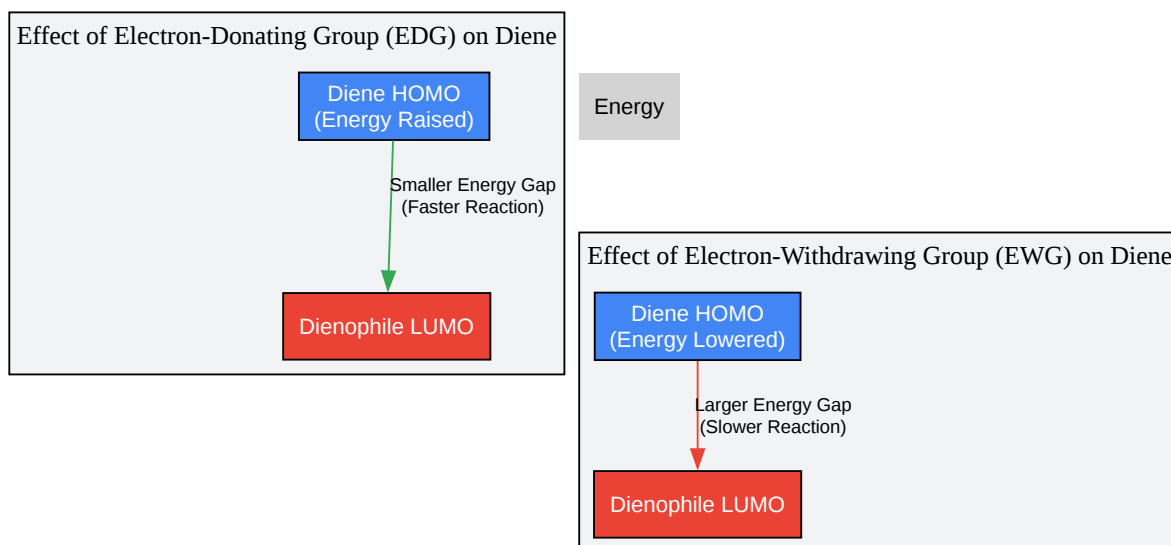 Effect of Electron-Donating Group (EDG) on Diene
Diene HOMO
(Energy Raised)
Smaller Energy Gap
(Faster Reaction)
Dienophile LUMO
Energy
Effect of Electron-Withdrawing Group (EWG) on Diene
Diene HOMO
(Energy Lowered)
Larger Energy Gap
(Slower Reaction)
Dienophile LUMO